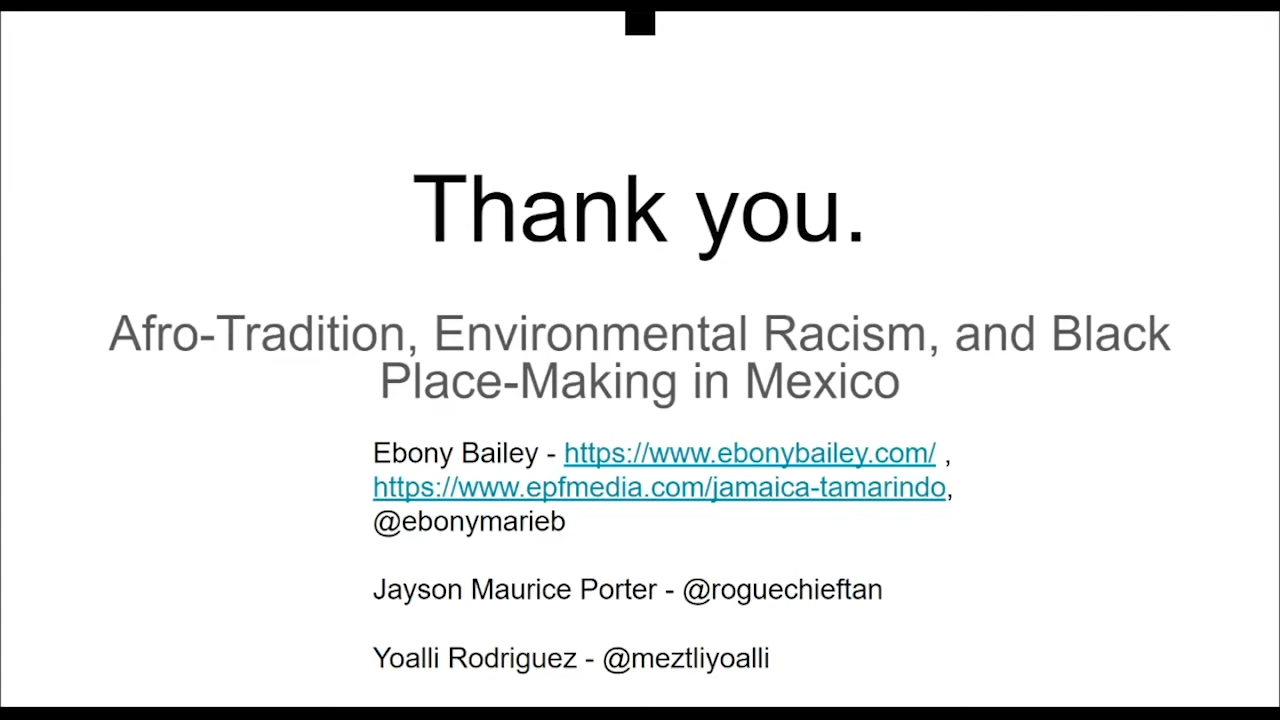 Thank you.
Afro-Tradition, Environmental Racism, and Black
Place-Making in Mexico
Ebony Bailey - https://www.ebonybailey.com/ ,
https://www.epfmedia.com/jamaica-tamarindo,
@ebonymarieb
Jayson Maurice Porter - @roguechieftan
Yoalli Rodriguez - @meztliyoalli